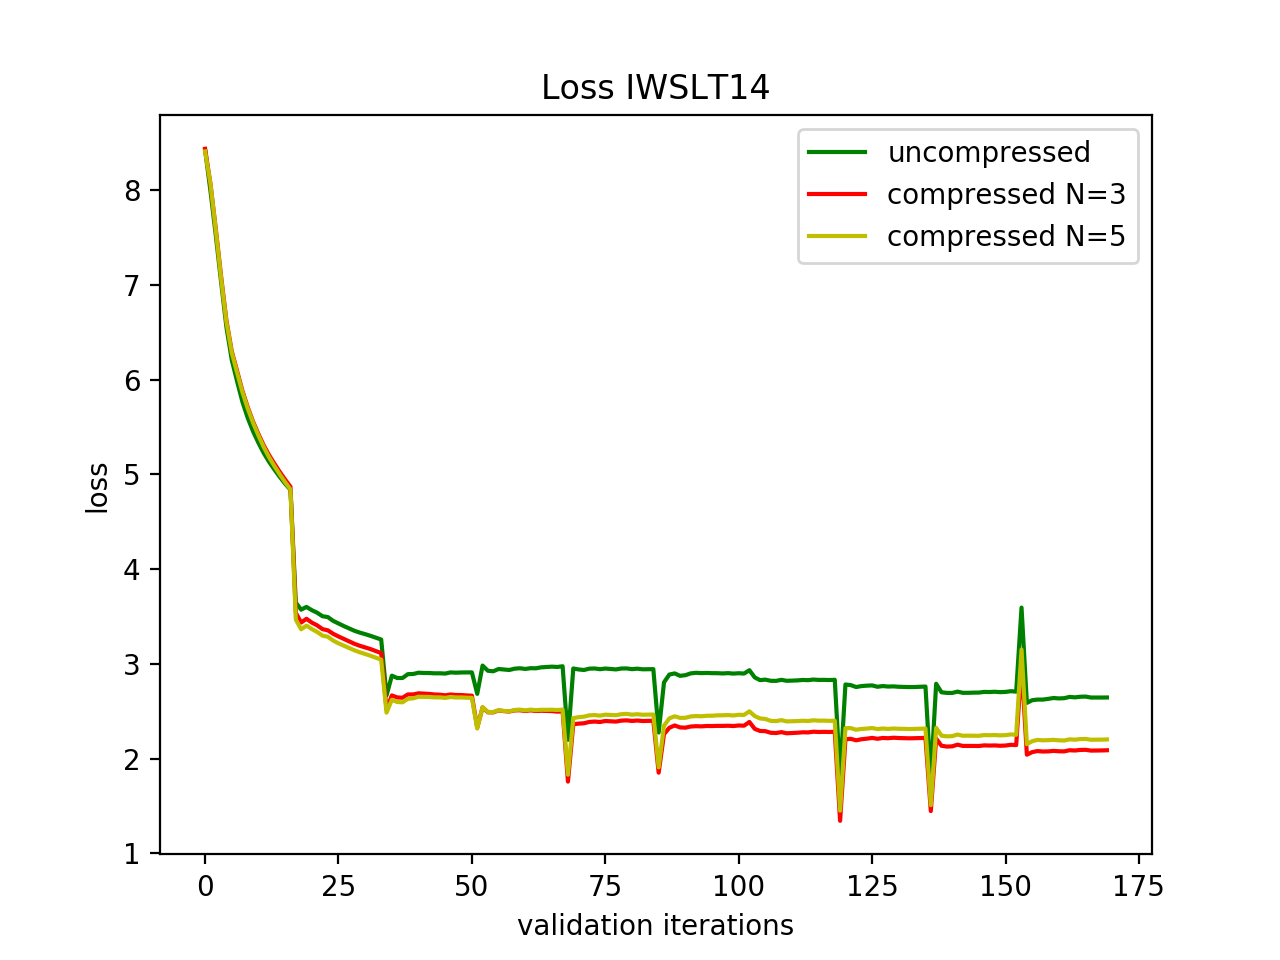 Loss IWSLT14
uncompressed
compressed N=3
compressed N=5
8
7
6
5
4
3
2
1
loss
0 25 50 75 100 125 150 175
validation iterations